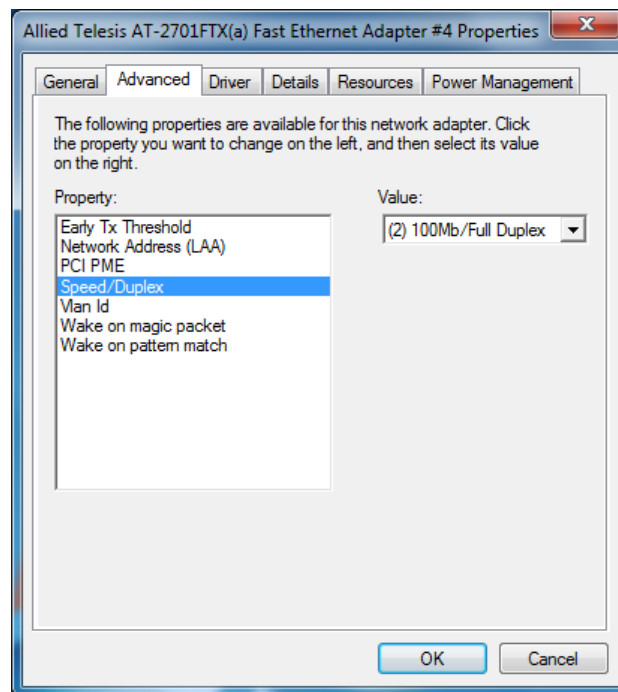 Allied Telesis AT-2701FTX(a) Fast Ethernet Adapter #4 Properties
General Advanced Driver Details Resources Power Management
The following properties are available for this network adapter. Click
the property you want to change on the left, and then select its value
on the right.
Property:
Value:
Early Tx Threshold
Network Address (LAA)
PCI PME
Speed/Duplex
Vlan Id
Wake on magic packet
Wake on pattern match
(2) 100Mb/Full Duplex
OK
Cancel